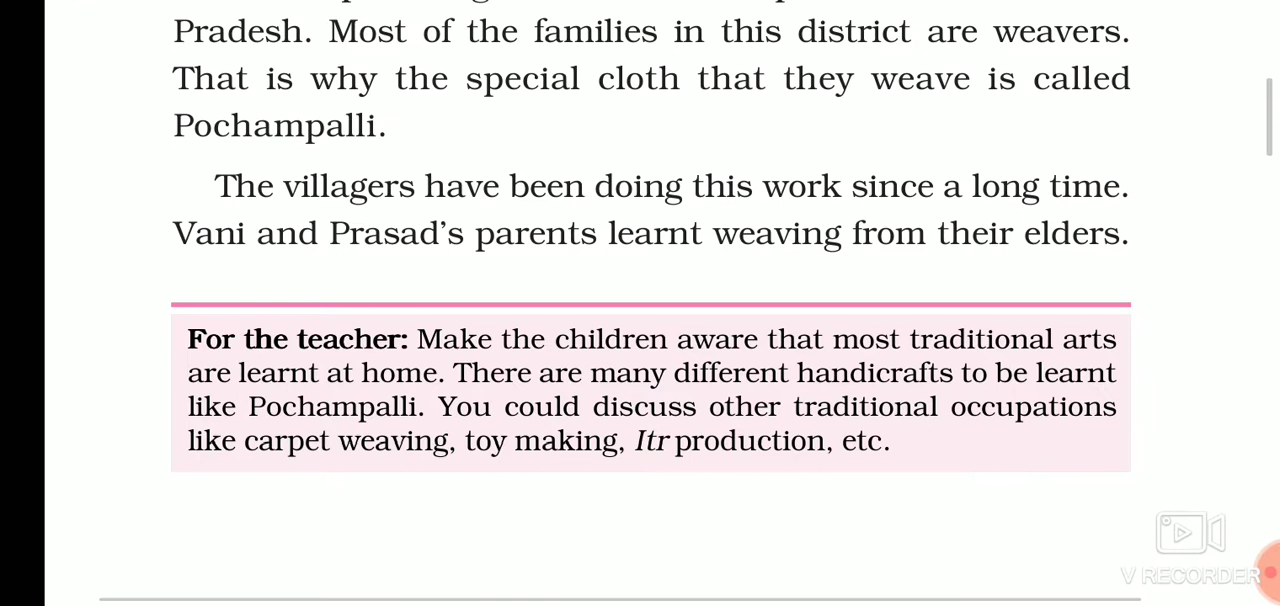 Pradesh. Most of the families in this district are weavers.
That is why the special cloth that they weave is called
Pochampalli.
The villagers have been doing this work since a long time.
Vani and Prasad's parents learnt weaving from their elders.
For the teacher: Make the children aware that most traditional arts
are learnt at home. There are many different handicrafts to be learnt
like Pochampalli. You could discuss other traditional occupations
like carpet weaving, toy making, Itr production, etc.
V RECORDER